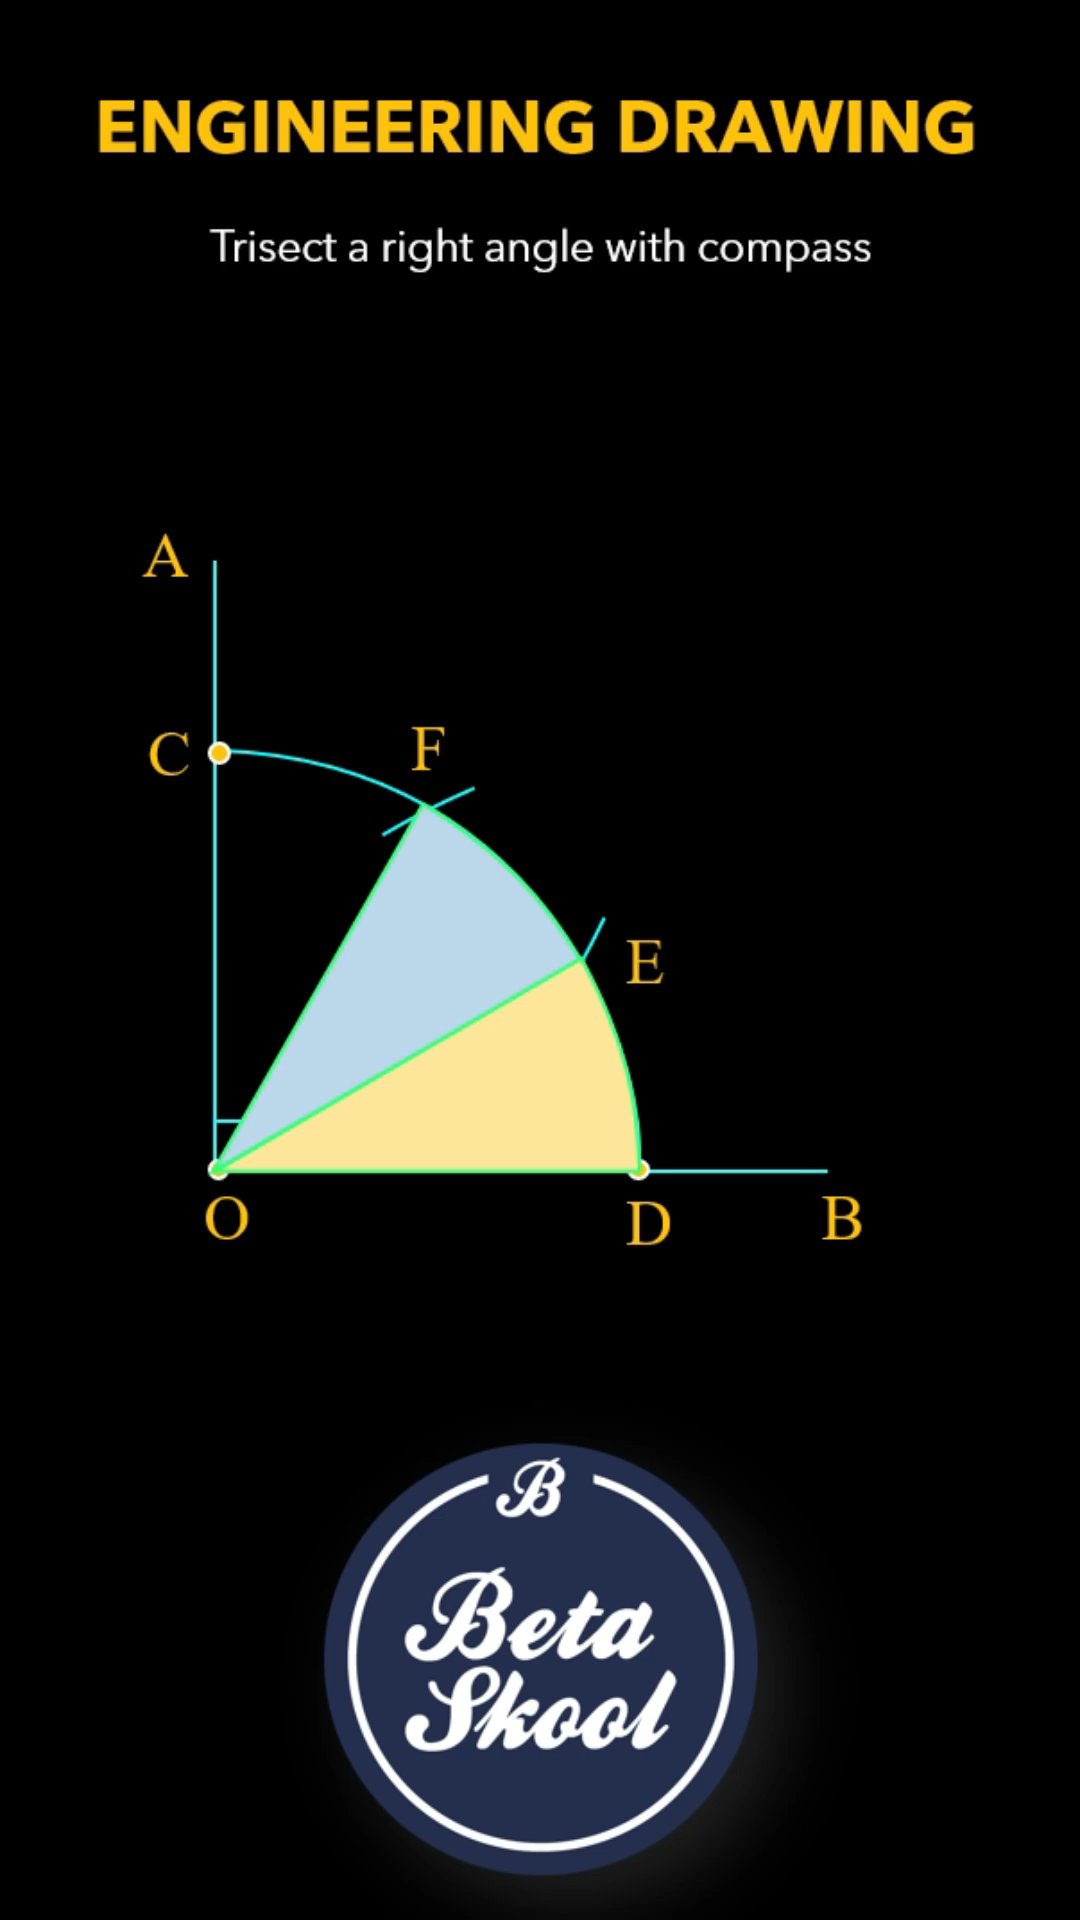 ENGINEERING DRAWING
Trisect a right angle with compass
A
C
F
E
O
D
B
B
Beta
Skool